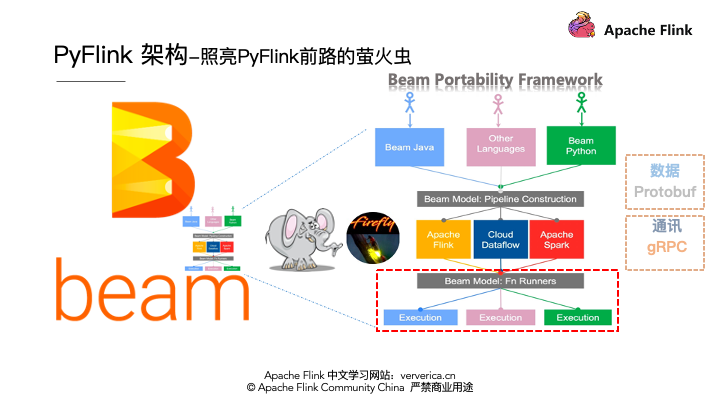 Apache Flink
PyFlink 架构–照亮PyFlink前路的萤火虫
Beam Portability Framework
Beam Java
Other
Languages
Beam
Python
Beam Model: Pipeline Construction
Apache
Flink
Cloud
Dataflow
Apache
Spark
Beam Model: Fn Runners
Execution
Execution
Execution
数据
Protobuf
通讯
gRPC
firefly
beam
Apache Flink 中文学习网站：ververica.cn
© Apache Flink Community China 严禁商业用途